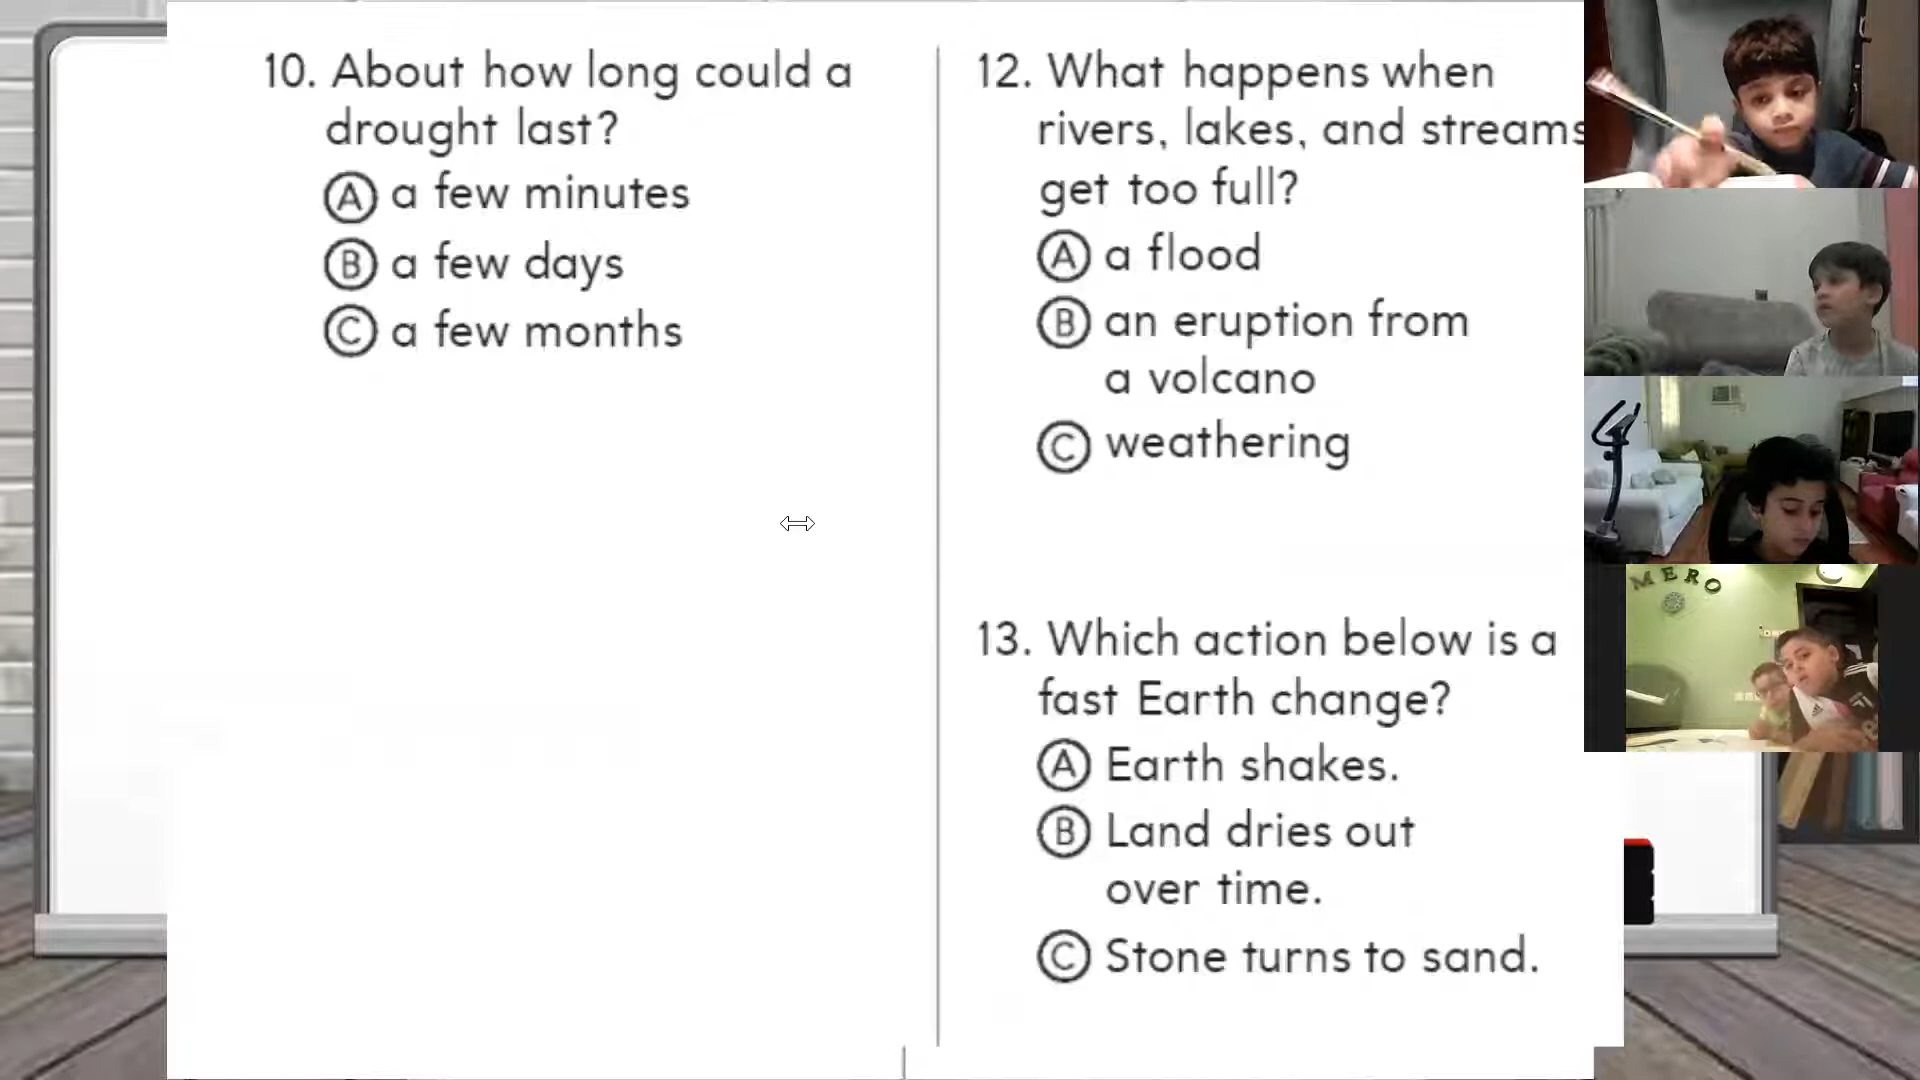 10. About how long could a
drought last?
A a few minutes
B a few days
C a few months
12. What happens when
rivers, lakes, and streams
get too full?
A a flood
B an eruption from
a volcano
C weathering
13. Which action below is a
fast Earth change?
A Earth shakes.
B Land dries out
over time.
C Stone turns to sand.
MERO